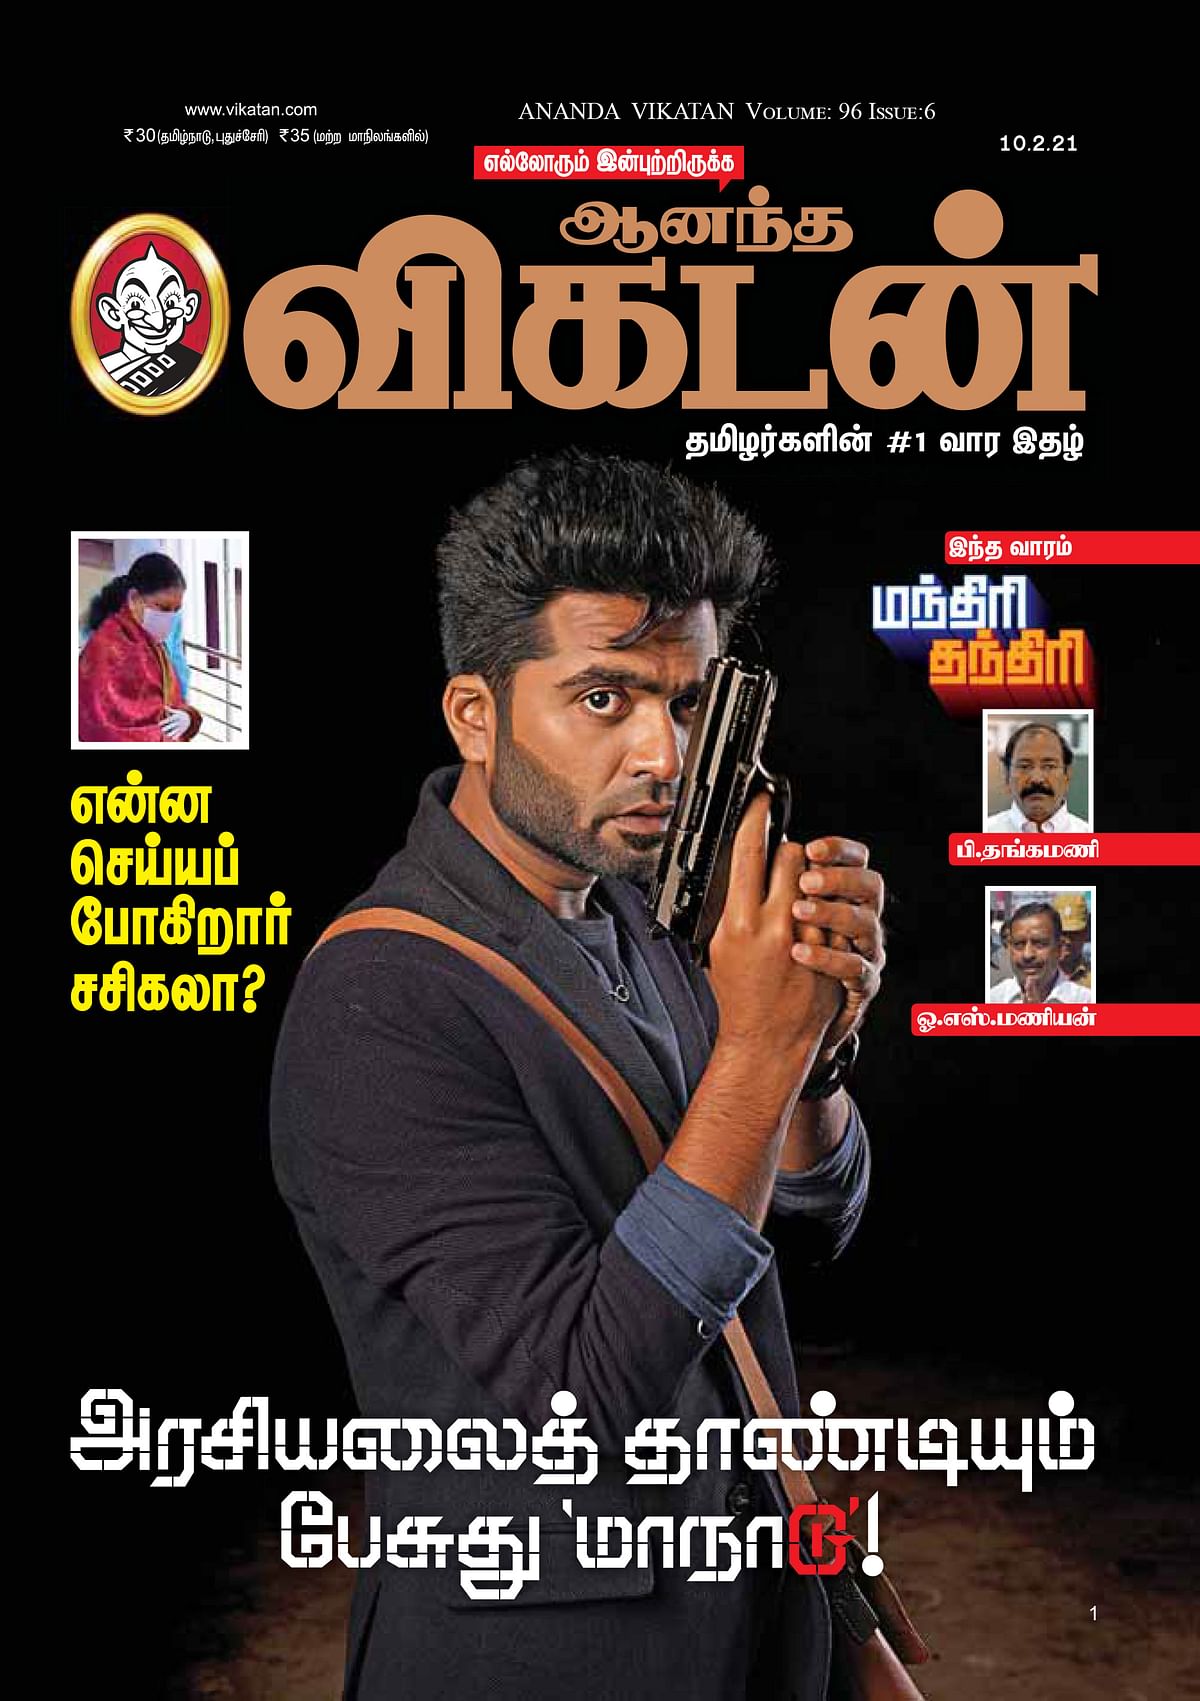 www.vikatan.com
ANANDA VIKATAN VOLUME: 96 ISSUE:6
₹30(தமிழ்நாடு,புதுச்சேரி) ₹35 (மற்ற மாநிலங்களில்)
10.2.21
எல்லோரும் இன்புற்றிருக்க
ஆனந்த
விகடன்
தமிழர்களின் #1 வார இதழ்
இந்த வாரம்
மந்திரி
தந்திரி
பி.தங்கமணி
ஓ.எஸ்.மணியன்
என்ன
செய்யப்
போகிறார்
சசிகலா?
அரசியலைத் தாண்டியும்
பேசுது 'மாநாடு'!
1